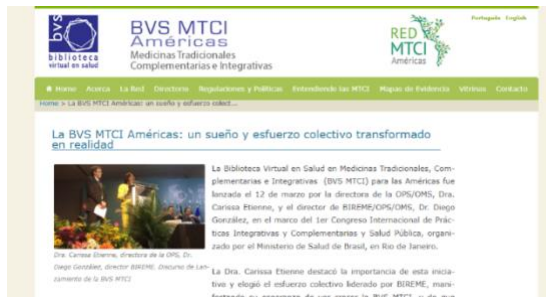 BVS
biblioteca
virtual en salud
BVS MTCI
Américas
Medicinas Tradicionales
Complementarias e Integrativas
RED
MTCI
Américas
Português English
Home Acerca La Red Directorio Regulaciones y Políticas Entendiendo las MTCI Mapas de Evidencia Vitrinas Contacto
Home > La BVS MTCI Américas: un sueño y esfuerzo colect...
La BVS MTCI Américas: un sueño y esfuerzo colectivo transformado
en realidad
La Biblioteca Virtual en Salud en Medicinas Tradicionales, Com-
plementarias e Integrativas (BVS MTCI) para las Américas fue
lanzada el 12 de marzo por la directora de la OPS/OMS, Dra.
Carissa Etienne, y el director de BIREME/OPS/OMS, Dr. Diego
González, en el marco del 1er Congreso Internacional de Prác-
ticas Integrativas y Complementarias y Salud Pública, organi-
zado por el Ministerio de Salud de Brasil, en Rio de Janeiro.
Dra. Carissa Etienne, directora de la OPS, Dr.
Diego González, director BIREME. Discurso de Lan-
zamiento de la BVS MTCI
La Dra. Carissa Etienne destacó la importancia de esta inicia-
tiva y elogió el esfuerzo colectivo liderado por BIREME, mani-